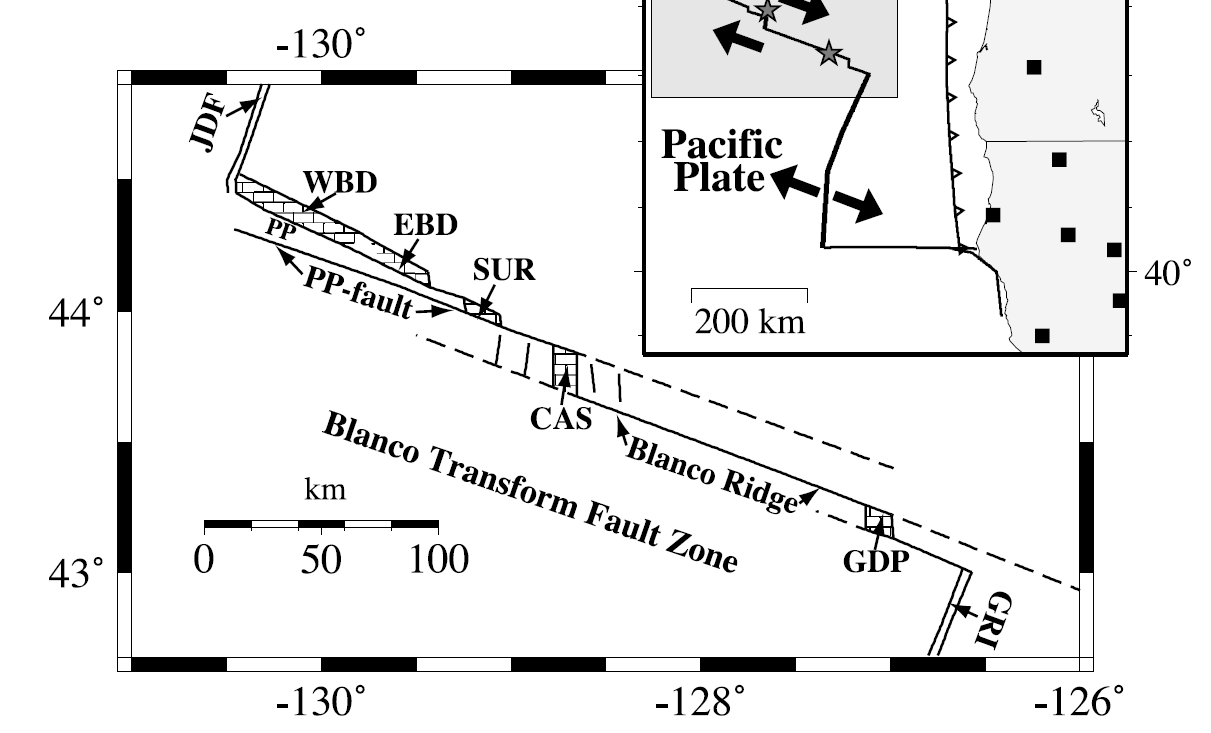 -130°
JDF
WBD
PP
EBD
SUR
PP-fault
44°
CAS
Blanco Ridge
Blanco Transform Fault Zone
km
0 50 100
GDP
43°
GRI
-130° -128° -126°
Pacific
Plate
200 km
40°